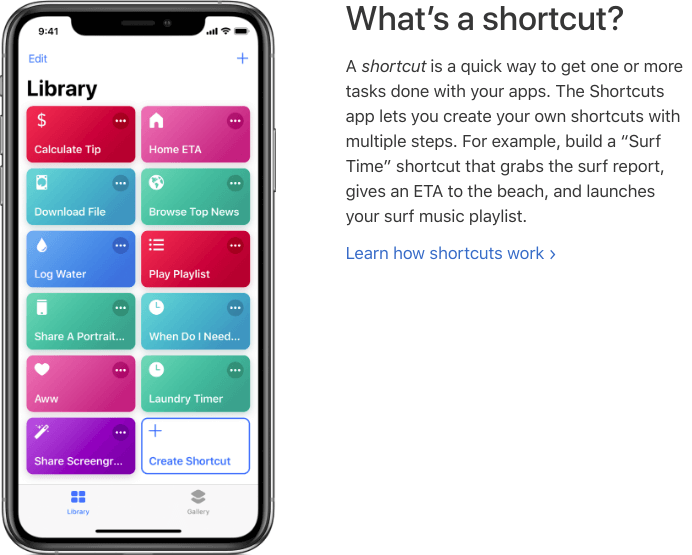 9:41
Edit
+
Library
Calculate Tip
Home ETA
Download File
Browse Top News
Log Water
Play Playlist
Share A Portrait...
When Do I Need...
Aww
Laundry Timer
Share Screengr...
Create Shortcut
Library
Gallery
What’s a shortcut?
A shortcut is a quick way to get one or more
tasks done with your apps. The Shortcuts
app lets you create your own shortcuts with
multiple steps. For example, build a “Surf
Time” shortcut that grabs the surf report,
gives an ETA to the beach, and launches
your surf music playlist.
Learn how shortcuts work ›